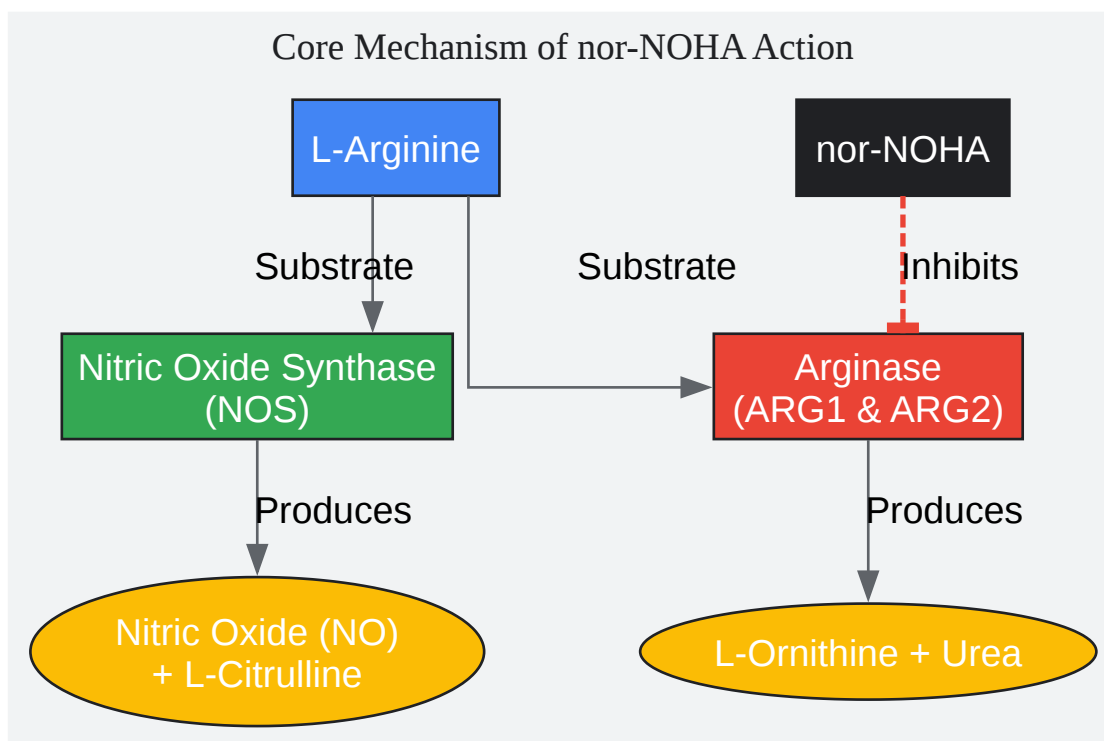 Core Mechanism of nor-NOHA Action
L-Arginine
nor-NOHA
Substrate
Substrate
Inhibits
Nitric Oxide Synthase
(NOS)
Arginase
(ARG1 & ARG2)
Produces
Produces
Nitric Oxide (NO)
+ L-Citrulline
L-Ornithine + Urea